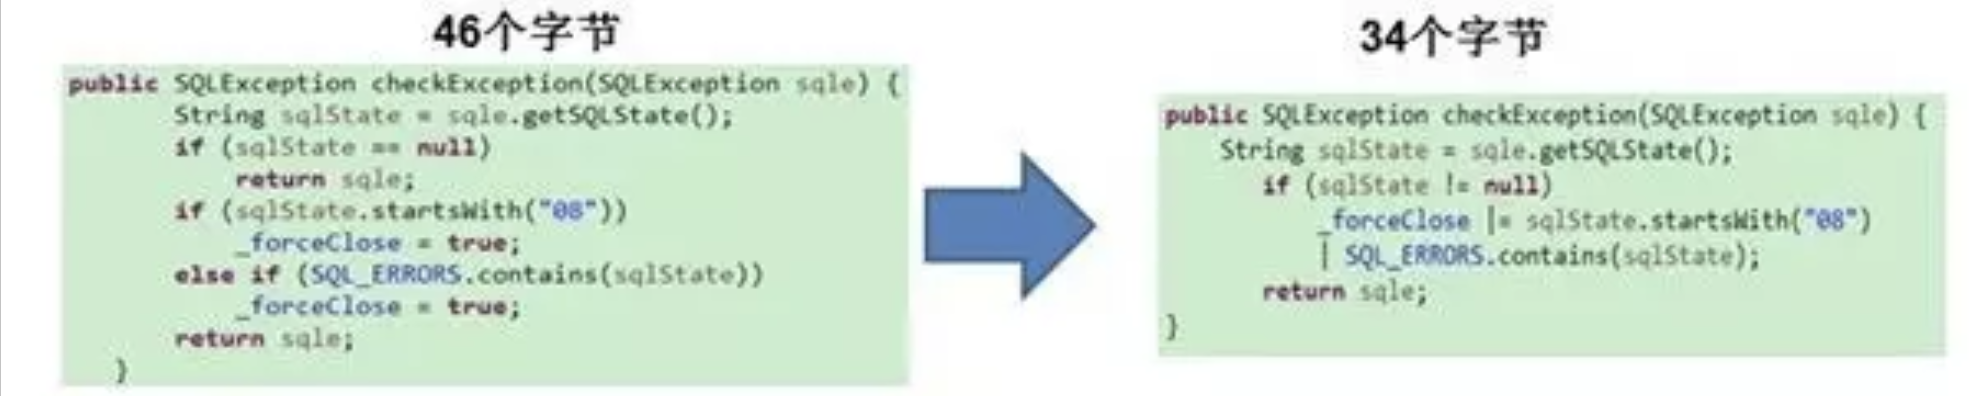 46个字节
public SQLException checkException(SQLException sqle) {
String sqlState = sqle.getSQLState();
if (sqlState == null)
return sqle;
if (sqlState.startsWith("08"))
_forceClose = true;
else if (SQL_ERRORS.contains(sqlState))
_forceClose = true;
return sqle;
}
34个字节
public SQLException checkException(SQLException sqle) {
String sqlState = sqle.getSQLState();
if (sqlState != null)
_forceClose |= sqlState.startsWith("08")
| SQL_ERRORS.contains(sqlState);
return sqle;
}